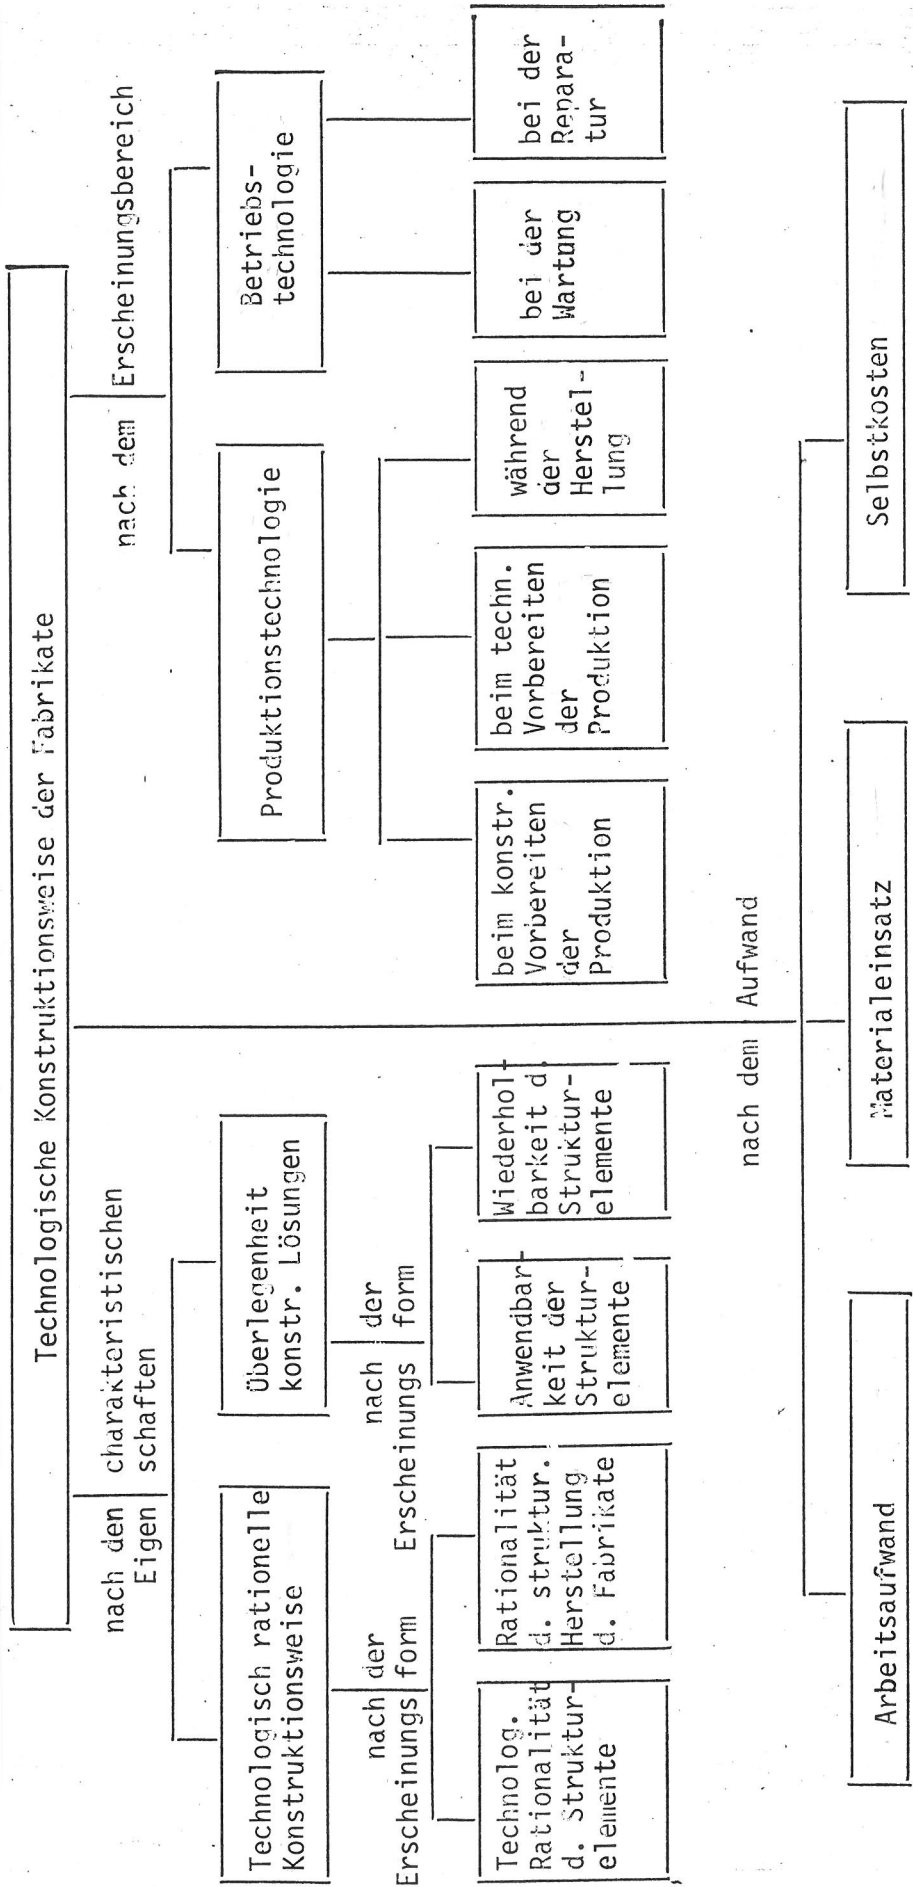 Technologische Konstruktionsweise der Fabrikate
nach den charakteristischen
Eigen schaften
nach dem Erscheinungsbereich
Technologisch rationelle
Konstruktionsweise
Überlegenheit
konstr. Lösungen
Produktionstechnologie
Betriebs-
technologie
nach der
Erscheinungs form
nach der
Erscheinungs form
Technolog.
Rationalität
d. Struktur-
elemente
Rationalität
d. struktur.
Herstellung
d. Fabrikate
Anwendbar-
keit der
Struktur-
elemente
Wiederhol-
barkeit d.
Struktur-
elemente
beim konstr.
Vorbereiten
der
Produktion
beim techn.
Vorbereiten
der
Produktion
während
der
Herstel-
lung
bei der
Wartung
bei der
Repara-
tur
nach dem Aufwand
Arbeitsaufwand
Materialeinsatz
Selbstkosten